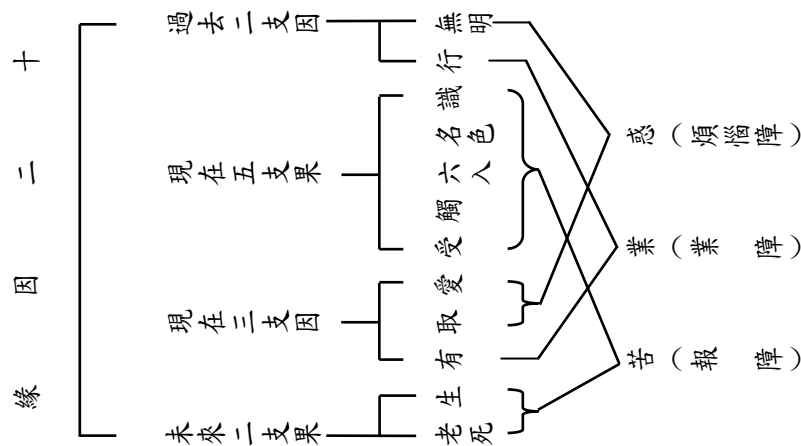 十二因緣
過去二支因
無明
行
現在五支果
識
名色
六入
觸
受
現在三支因
愛
取
有
未來二支果
生
老死
惑（煩惱障）
業（業障）
苦（報障）